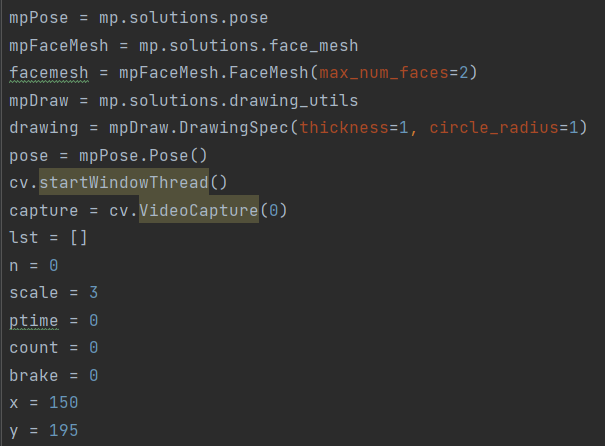 mpPose = mp.solutions.pose
mpFaceMesh = mp.solutions.face_mesh
facemesh = mpFaceMesh.FaceMesh(max_num_faces=2)
mpDraw = mp.solutions.drawing_utils
drawing = mpDraw.DrawingSpec(thickness=1, circle_radius=1)
pose = mpPose.Pose()
cv.startWindowThread()
capture = cv.VideoCapture(0)
lst = []
n = 0
scale = 3
ptime = 0
count = 0
brake = 0
x = 150
y = 195